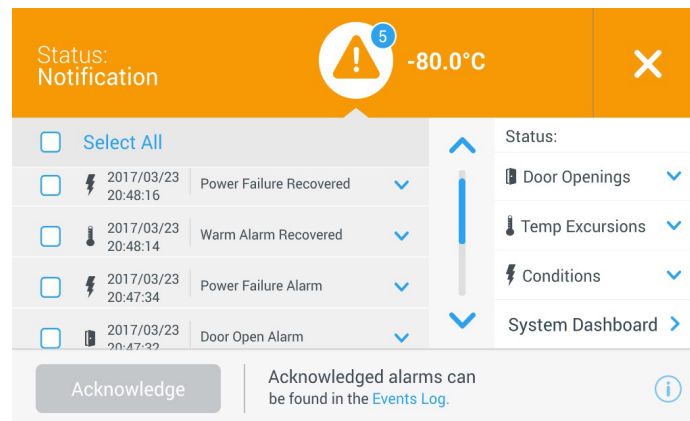 Status:
Notification
5
-80.0°C
Select All
2017/03/23
20:48:16
Power Failure Recovered
2017/03/23
20:48:14
Warm Alarm Recovered
2017/03/23
20:47:34
Power Failure Alarm
2017/03/23
20:47:32
Door Open Alarm
Status:
Door Openings
Temp Excursions
Conditions
System Dashboard
Acknowledge
Acknowledged alarms can
be found in the Events Log.